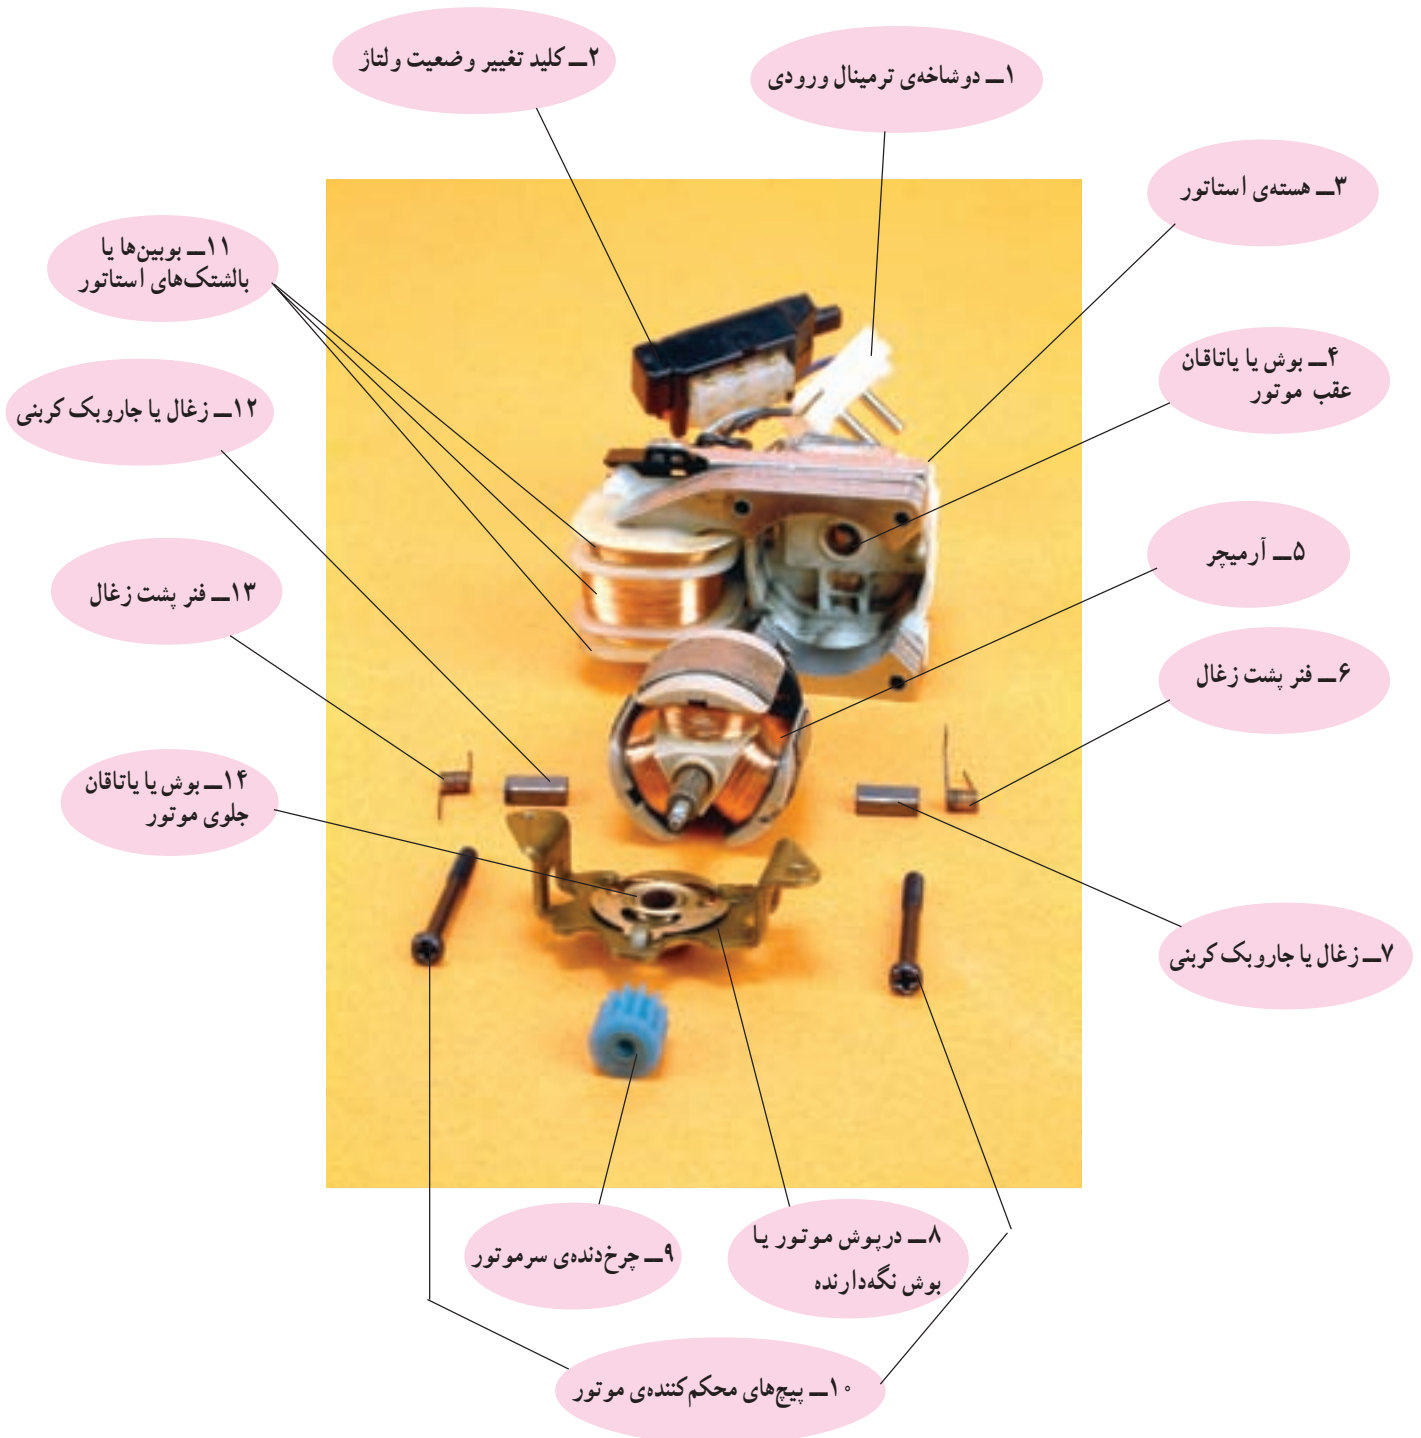 ۱ــ دوشاخه‌ی ترمینال ورودی
۲ــ کلید تغییر وضعیت ولتاژ
۳ــ هسته‌ی استاتور
۴ــ بوش یا یاتاقان
عقب موتور
۵ــ آرمیچر
۶ــ فنر پشت زغال
۷ــ زغال یا جاروبک کربنی
۸ــ درپوش موتور یـا
بوش نگه‌دارنده
۹ــ چرخ‌دنده‌ی سرموتور
۱۰ــ پیچ‌های محکم‌کننده‌ی موتور
۱۱ــ بوبین‌ها یا
بالشتک‌های استاتور
۱۲ــ زغال یا جاروبک کربنی
۱۳ــ فنر پشت زغال
۱۴ــ بوش یا یاتاقان
جلوی موتور